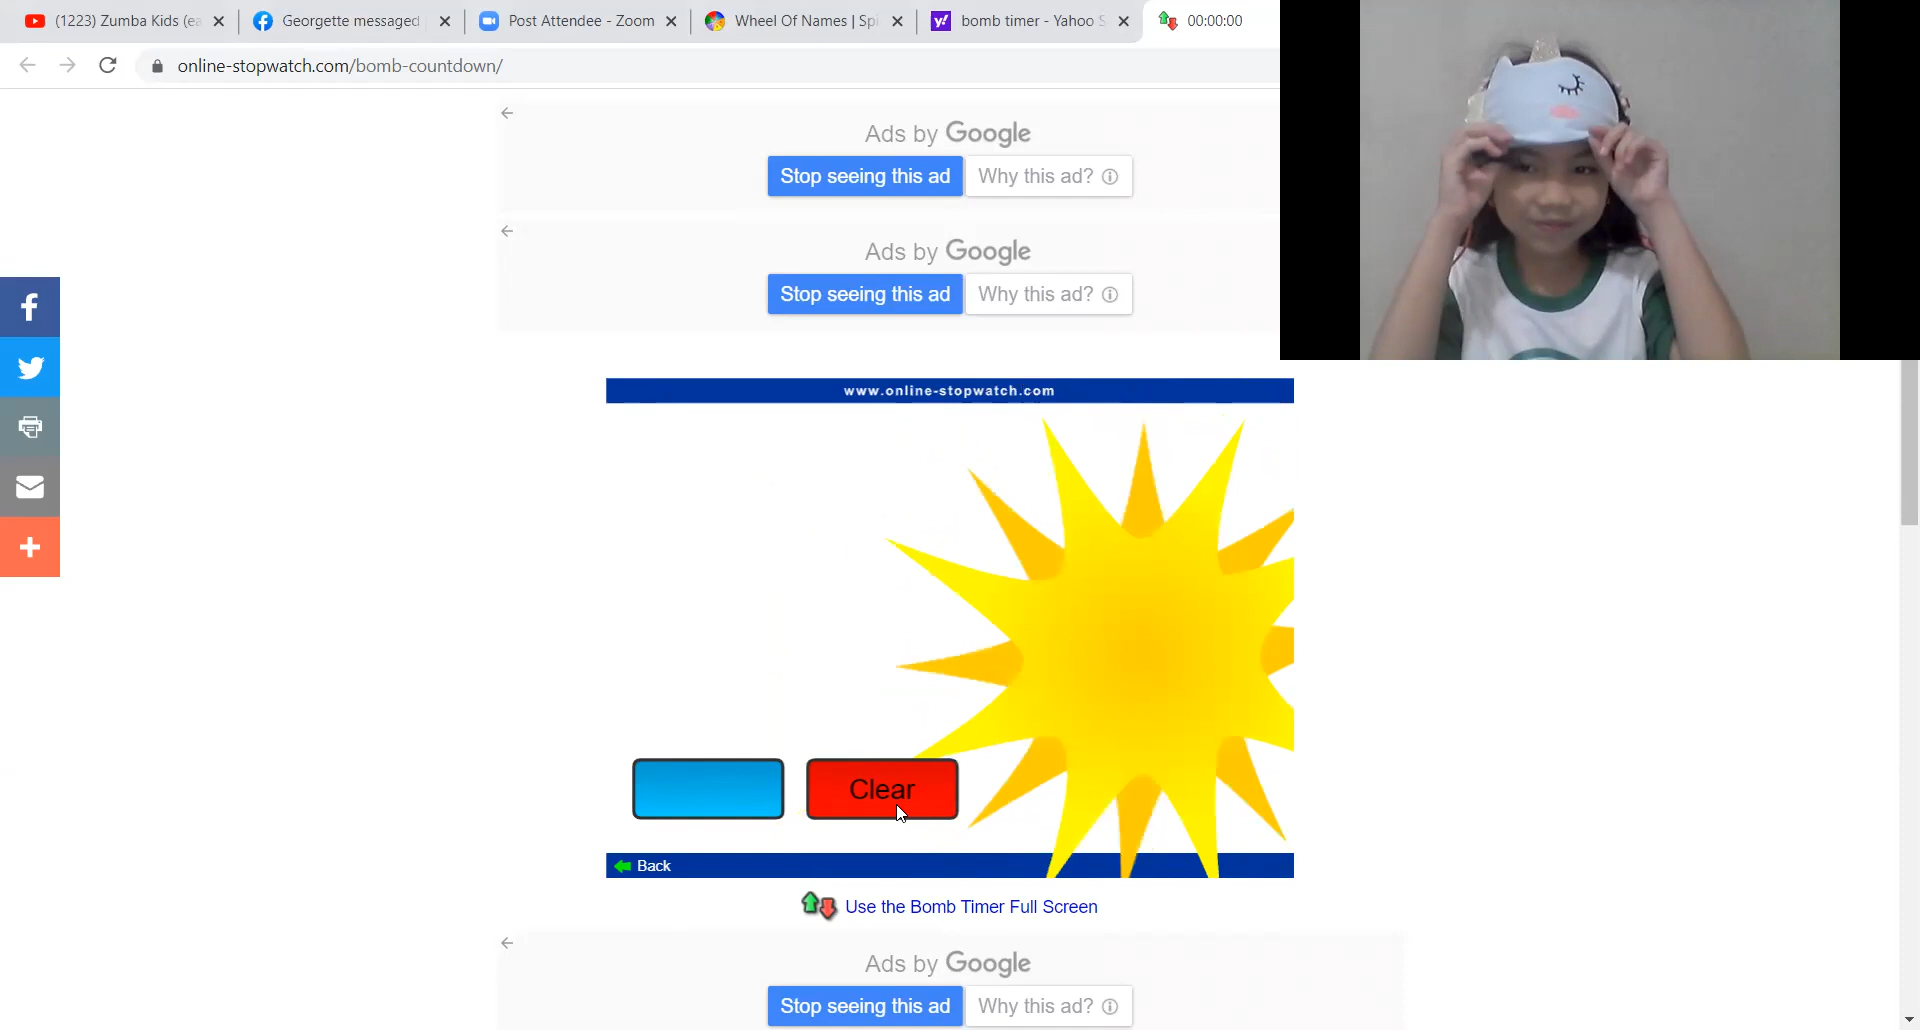 (1223) Zumba Kids (ea
Georgette messaged
Post Attendee - Zoom
Wheel Of Names | Spi
bomb timer - Yahoo S
00:00:00
online-stopwatch.com/bomb-countdown/
Ads by Google
Stop seeing this ad
Why this ad?
Ads by Google
Stop seeing this ad
Why this ad?
www.online-stopwatch.com
Clear
Back
Use the Bomb Timer Full Screen
Ads by Google
Stop seeing this ad
Why this ad?